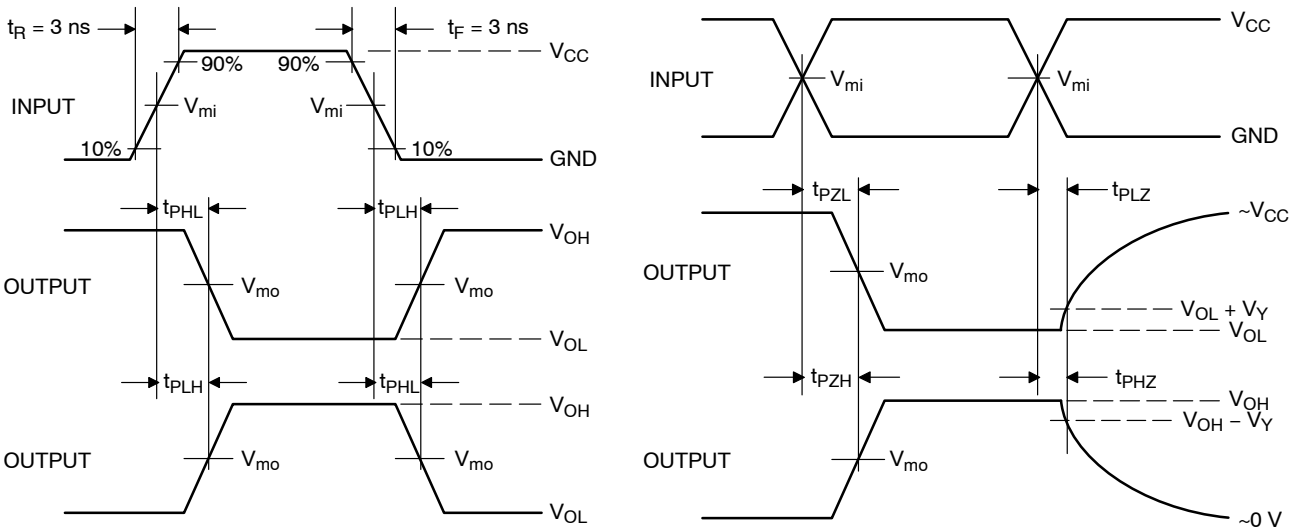 t_R = 3 ns
t_F = 3 ns
V_CC
90%
90%
INPUT
V_mi
V_mi
10%
10%
GND
t_PHL
t_PLH
V_OH
OUTPUT
V_mo
V_mo
V_OL
t_PLH
t_PHL
V_OH
OUTPUT
V_mo
V_mo
V_OL
V_CC
INPUT
V_mi
V_mi
GND
t_PZL
t_PLZ
~V_CC
OUTPUT
V_mo
V_OL + V_Y
V_OL
t_PZH
t_PHZ
V_OH
V_OH − V_Y
OUTPUT
V_mo
~0 V